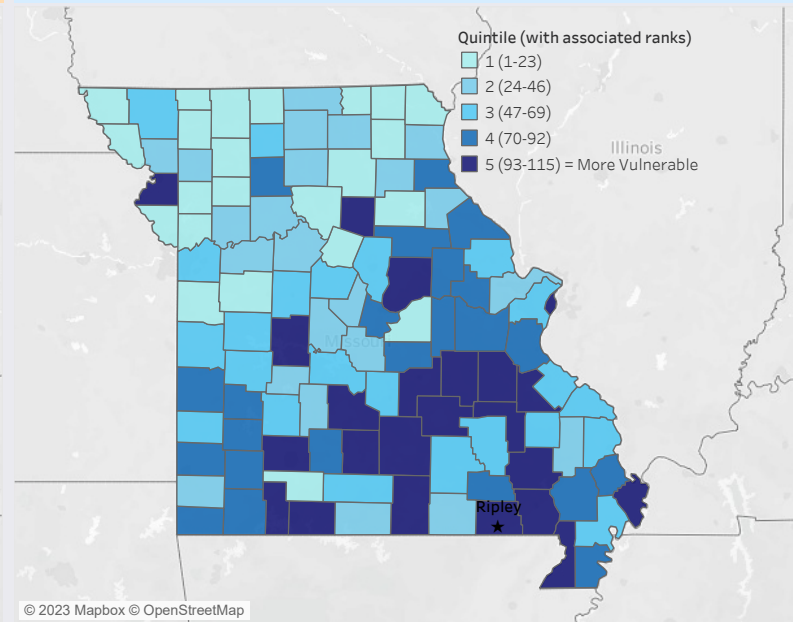 Quintile (with associated ranks)
1 (1-23)
2 (24-46)
3 (47-69)
4 (70-92)
5 (93-115) = More Vulnerable
Illinois
Missouri
Ripley
© 2023 Mapbox © OpenStreetMap